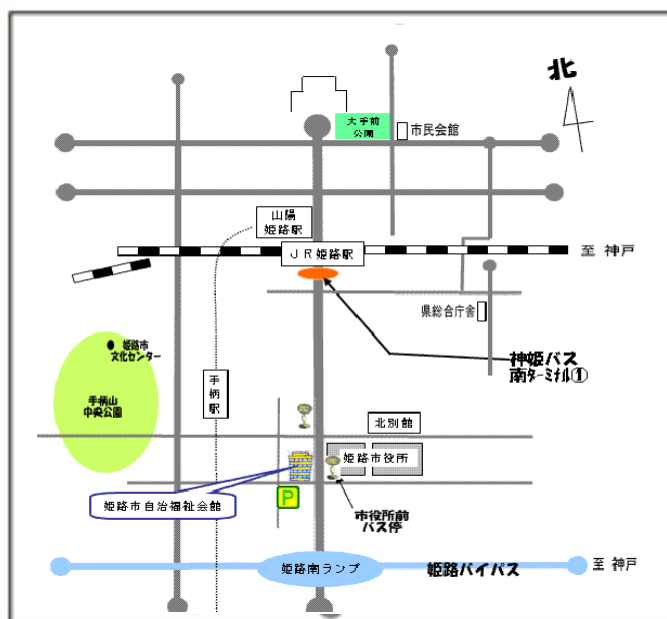 北
大手前
公園
市民会館
山陽
姫路駅
JR姫路駅
至 神戸
県総合庁舎
神姫バス
南ターミナル①
姫路市
文化センター
手柄山
中央公園
手柄駅
北別館
姫路市役所
姫路市自治福祉会館
P
市役所前
バス停
姫路南ランプ
姫路バイパス
至 神戸